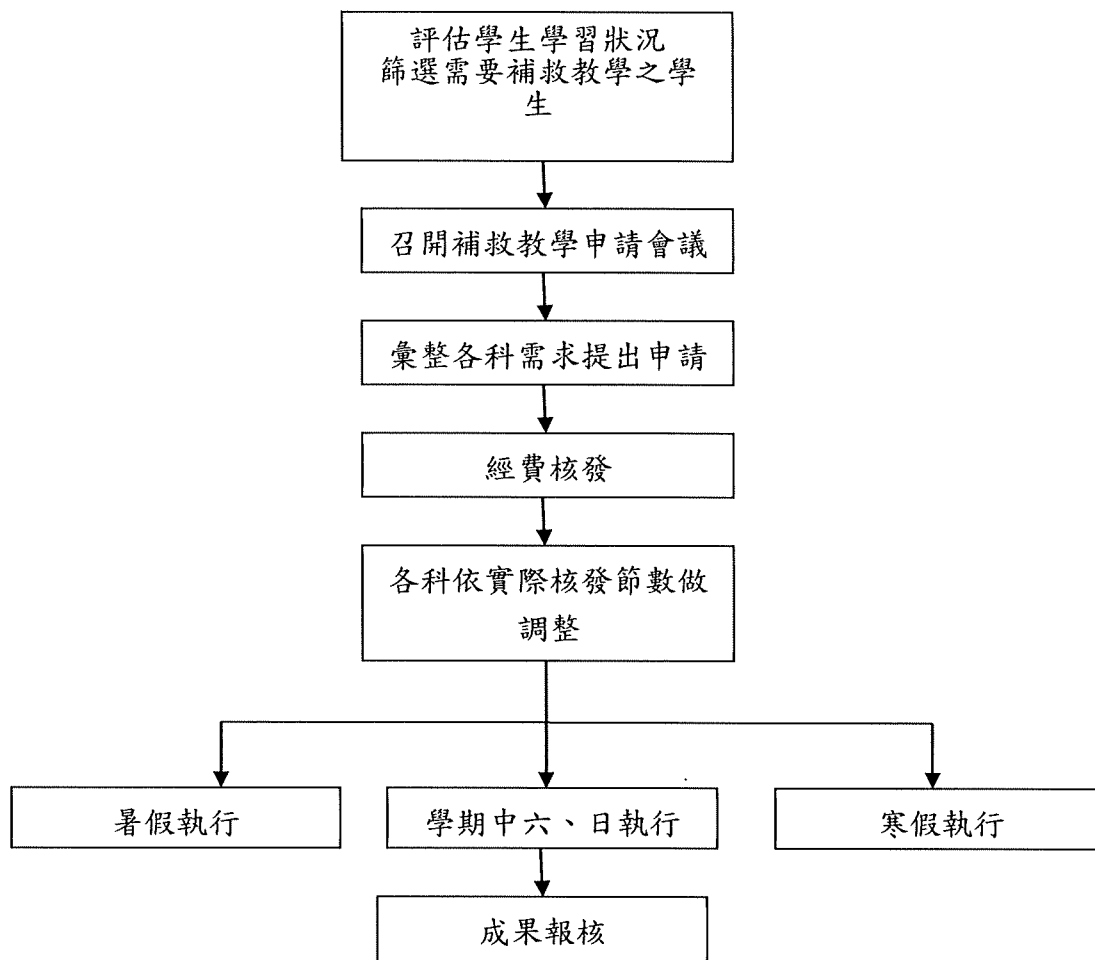 評估學生學習狀況
篩選需要補救教學之學
生
召開補救教學申請會議
彙整各科需求提出申請
經費核發
各科依實際核發節數做
調整
暑假執行
學期中六、日執行
寒假執行
成果報核